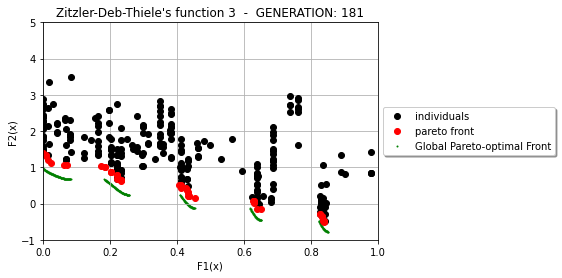 Zitzler-Deb-Thiele's function 3 - GENERATION: 181
5
4
3
2
1
0
−1
F2(x)
0.0 0.2 0.4 0.6 0.8 1.0
F1(x)
individuals
pareto front
Global Pareto-optimal Front